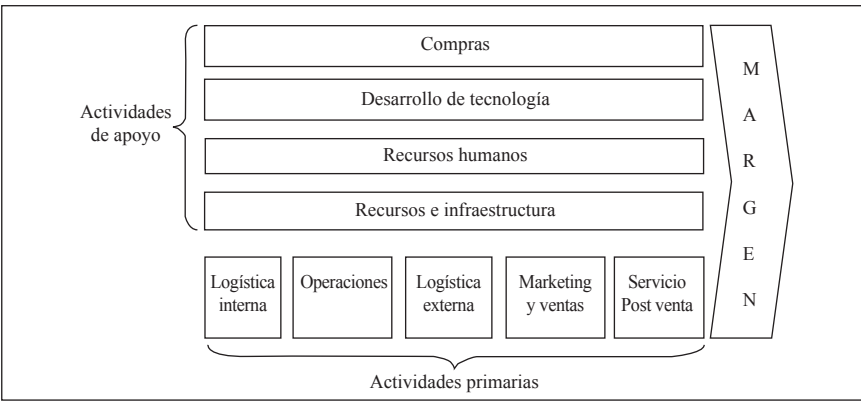 Compras
Desarrollo de tecnología
Actividades
de apoyo
Recursos humanos
Recursos e infraestructura
Logística
interna
Operaciones
Logística
externa
Marketing
y ventas
Servicio
Post venta
Actividades primarias
M
A
R
G
E
N